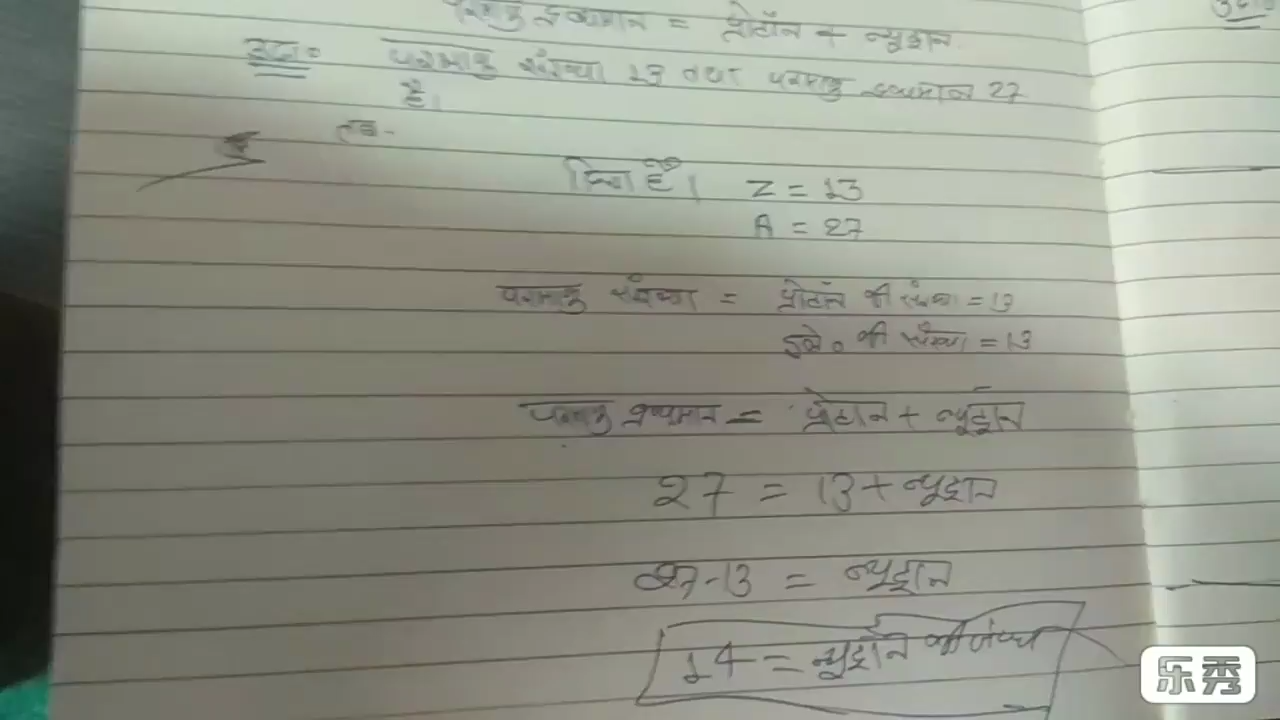 परमाणु द्रव्यमान = प्रोटॉन + न्यूट्रान
उदा० परमाणु संख्या 13 तथा परमाणु द्रव्यमान 27
है।
तब -
दिया है। Z = 13
A = 27
परमाणु संख्या = प्रोटॉन की संख्या = 13
इले० की संख्या = 13
परमाणु द्रव्यमान = प्रोटान + न्यूट्रॉन
27 = 13 + न्यूट्रान
27-13 = न्यूट्रान
14 = न्यूट्रॉन की संख्या
乐秀